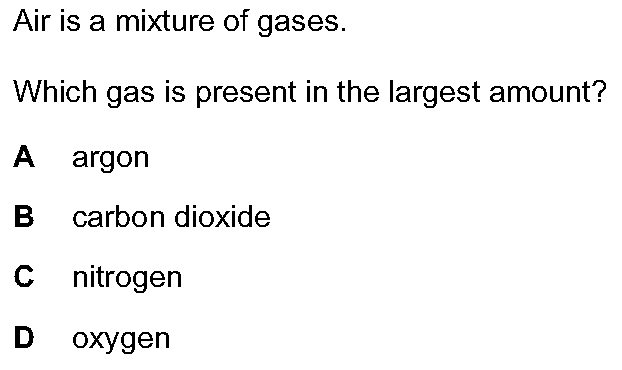 Air is a mixture of gases.
Which gas is present in the largest amount?
A argon
B carbon dioxide
C nitrogen
D oxygen